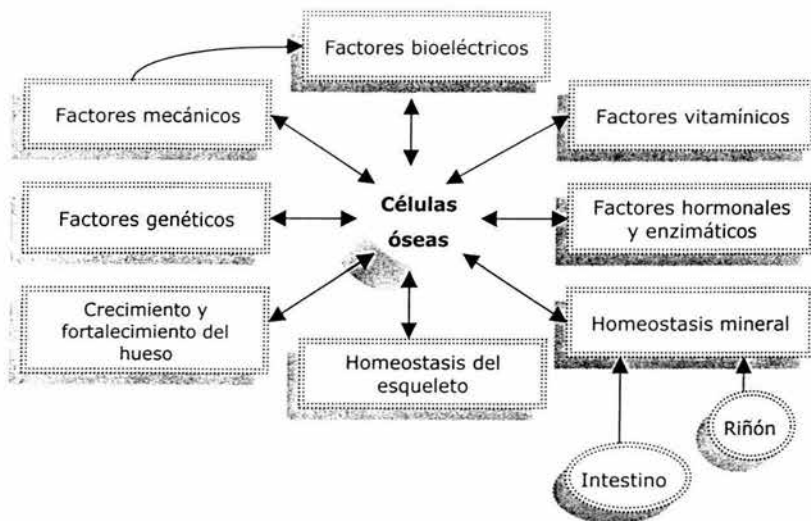 Factores bioeléctricos
Factores mecánicos
Factores vitamínicos
Factores genéticos
Células
óseas
Factores hormonales
y enzimáticos
Crecimiento y
fortalecimiento del
hueso
Homeostasis del
esqueleto
Homeostasis mineral
Riñón
Intestino